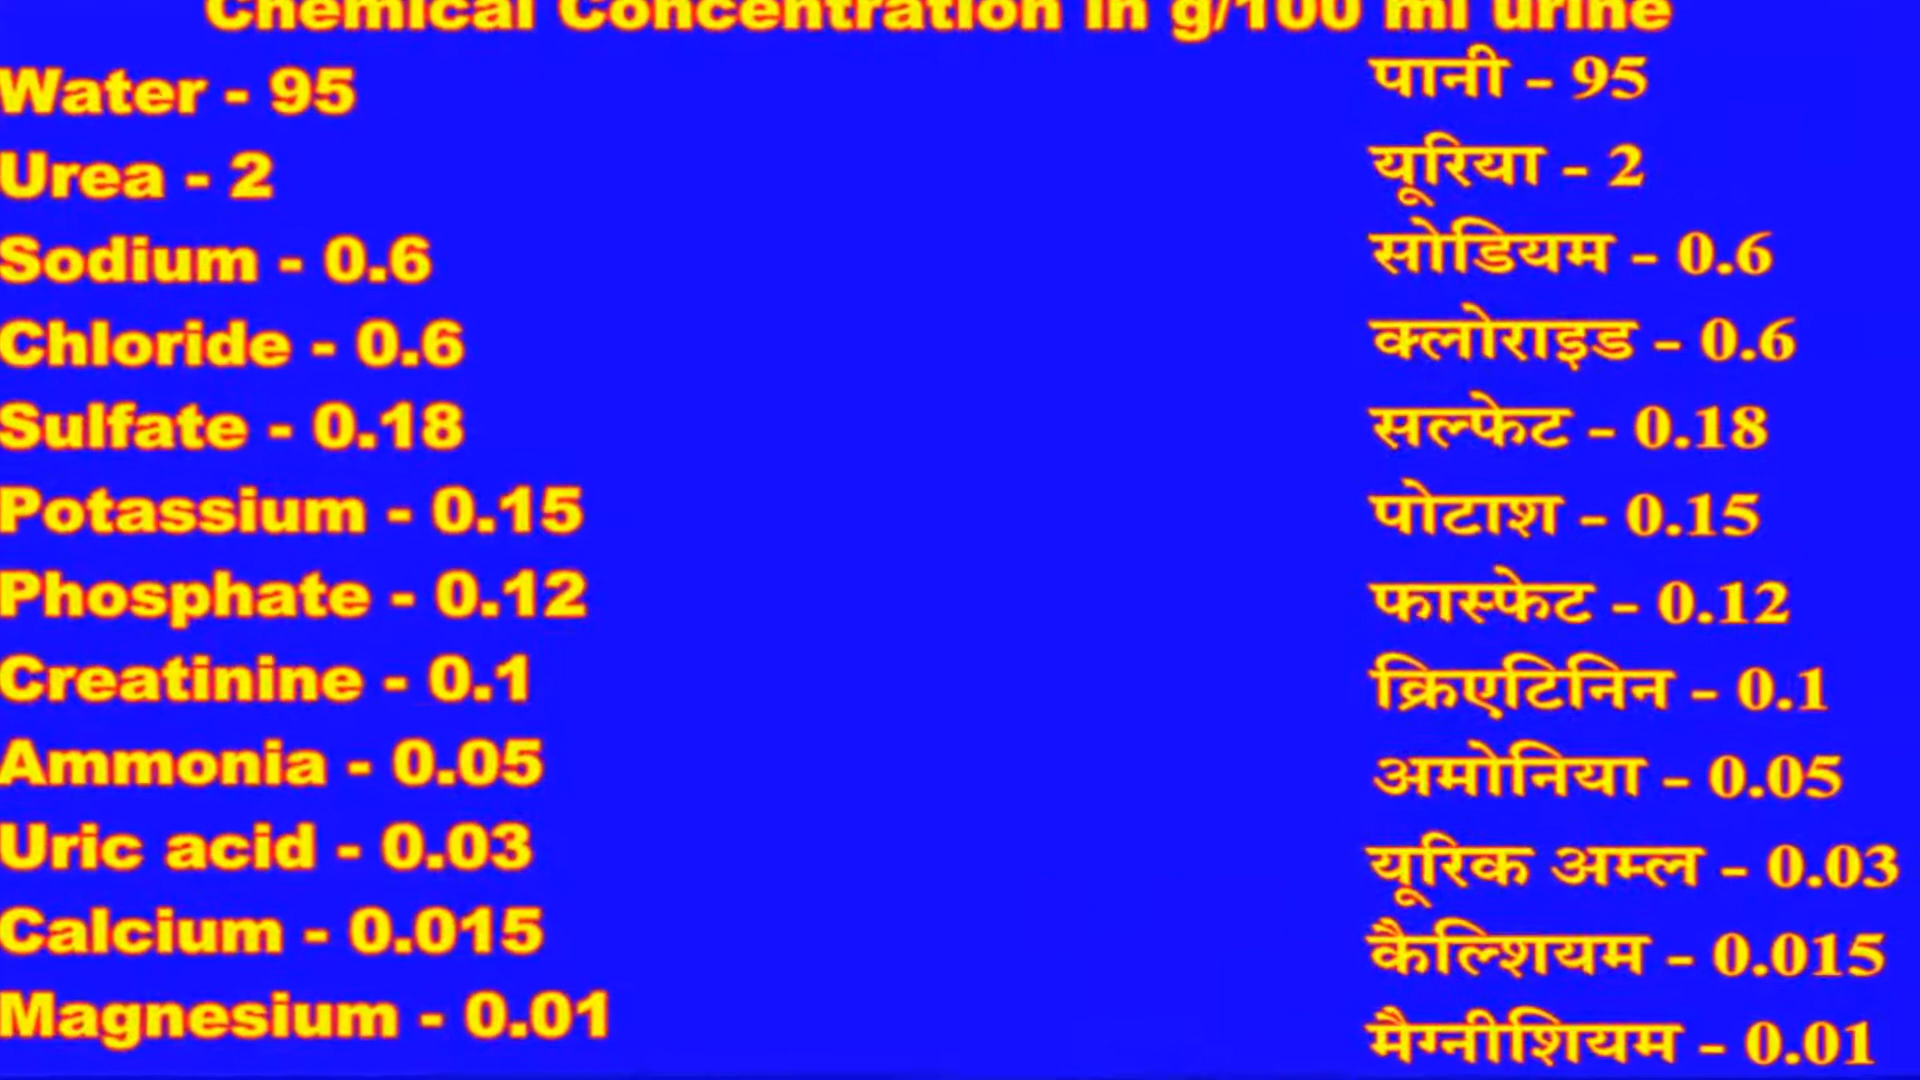 Chemical Concentration in g/100 ml urine
Water - 95
Urea - 2
Sodium - 0.6
Chloride - 0.6
Sulfate - 0.18
Potassium - 0.15
Phosphate - 0.12
Creatinine - 0.1
Ammonia - 0.05
Uric acid - 0.03
Calcium - 0.015
Magnesium - 0.01
पानी - 95
यूरिया - 2
सोडियम - 0.6
क्लोराइड - 0.6
सल्फेट - 0.18
पोटाश - 0.15
फास्फेट - 0.12
क्रिएटिनिन - 0.1
अमोनिया - 0.05
यूरिक अम्ल - 0.03
कैल्शियम - 0.015
मैग्नीशियम - 0.01